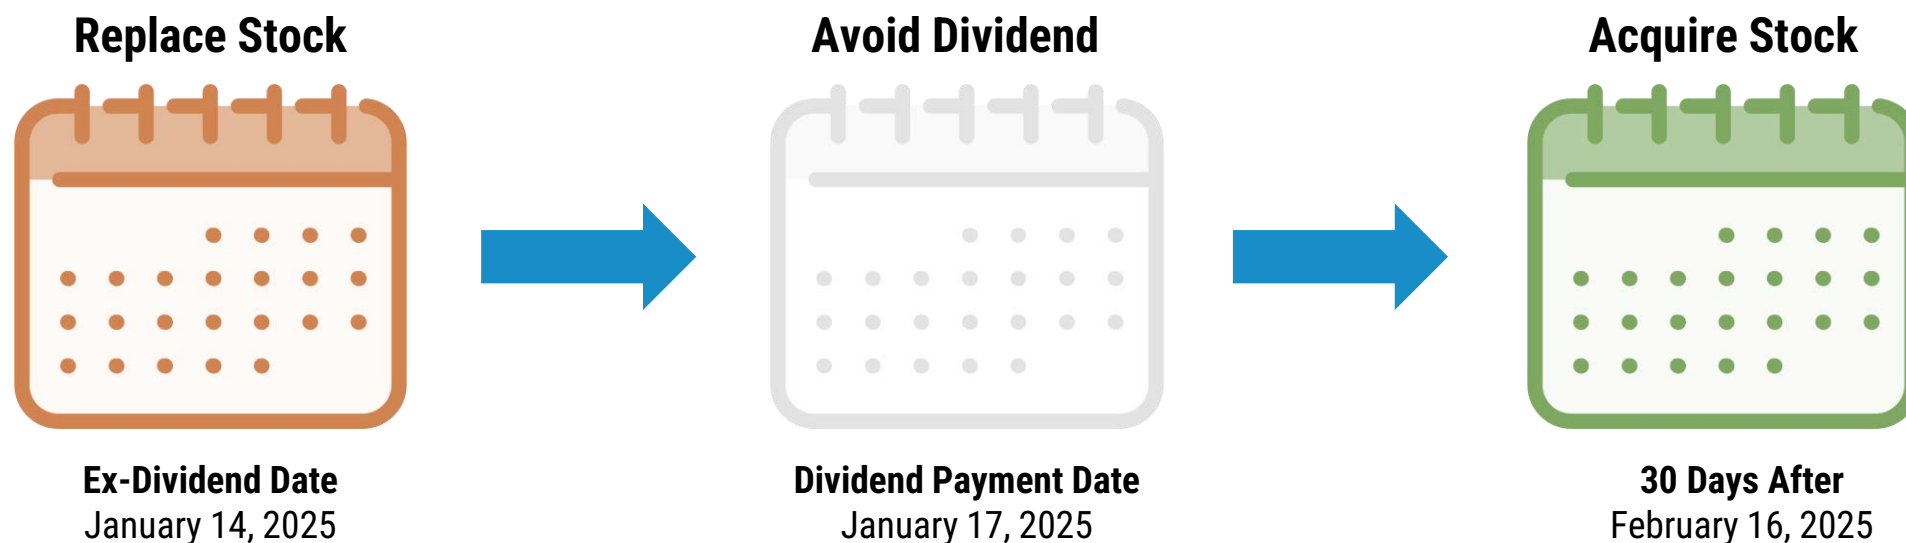 Replace Stock
Avoid Dividend
Acquire Stock
Ex-Dividend Date
January 14, 2025
Dividend Payment Date
January 17, 2025
30 Days After
February 16, 2025